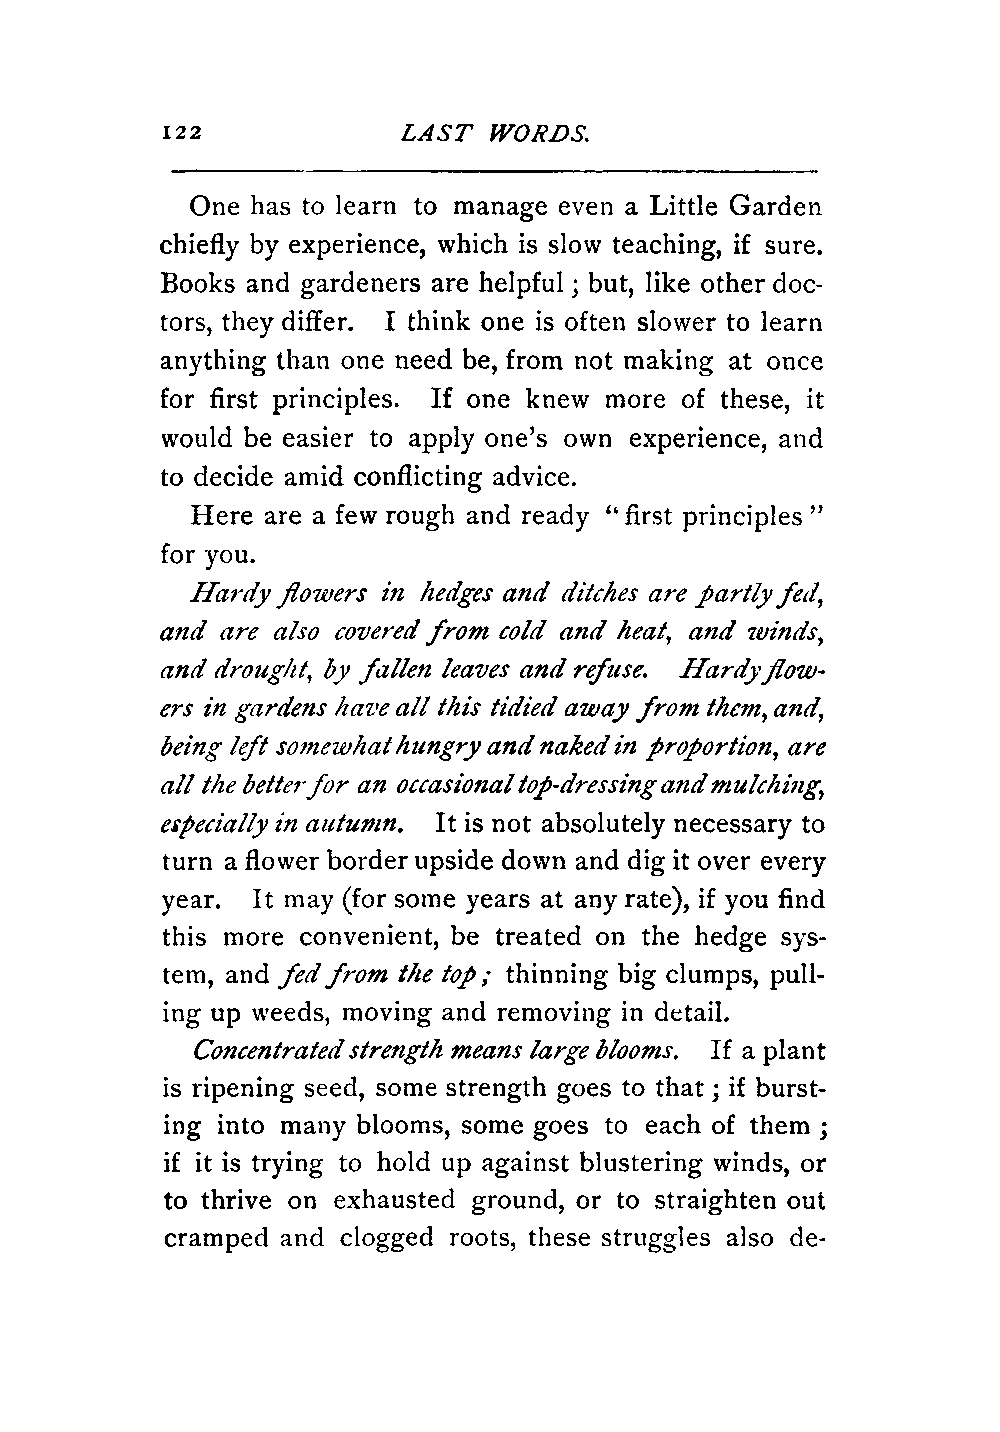 122 LAST WORDS.
One has to learn to manage even a Little Garden
chiefly by experience, which is slow teaching, if sure.
Books and gardeners are helpful ; but, like other doc-
tors, they differ. I think one is often slower to learn
anything than one need be, from not making at once
for first principles. If one knew more of these, it
would be easier to apply one's own experience, and
to decide amid conflicting advice.
Here are a few rough and ready “ first principles ”
for you.
Hardy flowers in hedges and ditches are partly fed,
and are also covered from cold and heat, and winds,
and drought, by fallen leaves and refuse. Hardy flow-
ers in gardens have all this tidied away from them, and,
being left somewhat hungry and naked in proportion, are
all the better for an occasional top-dressing and mulching,
especially in autumn. It is not absolutely necessary to
turn a flower border upside down and dig it over every
year. It may (for some years at any rate), if you find
this more convenient, be treated on the hedge sys-
tem, and fed from the top ; thinning big clumps, pull-
ing up weeds, moving and removing in detail.
Concentrated strength means large blooms. If a plant
is ripening seed, some strength goes to that ; if burst-
ing into many blooms, some goes to each of them ;
if it is trying to hold up against blustering winds, or
to thrive on exhausted ground, or to straighten out
cramped and clogged roots, these struggles also de-